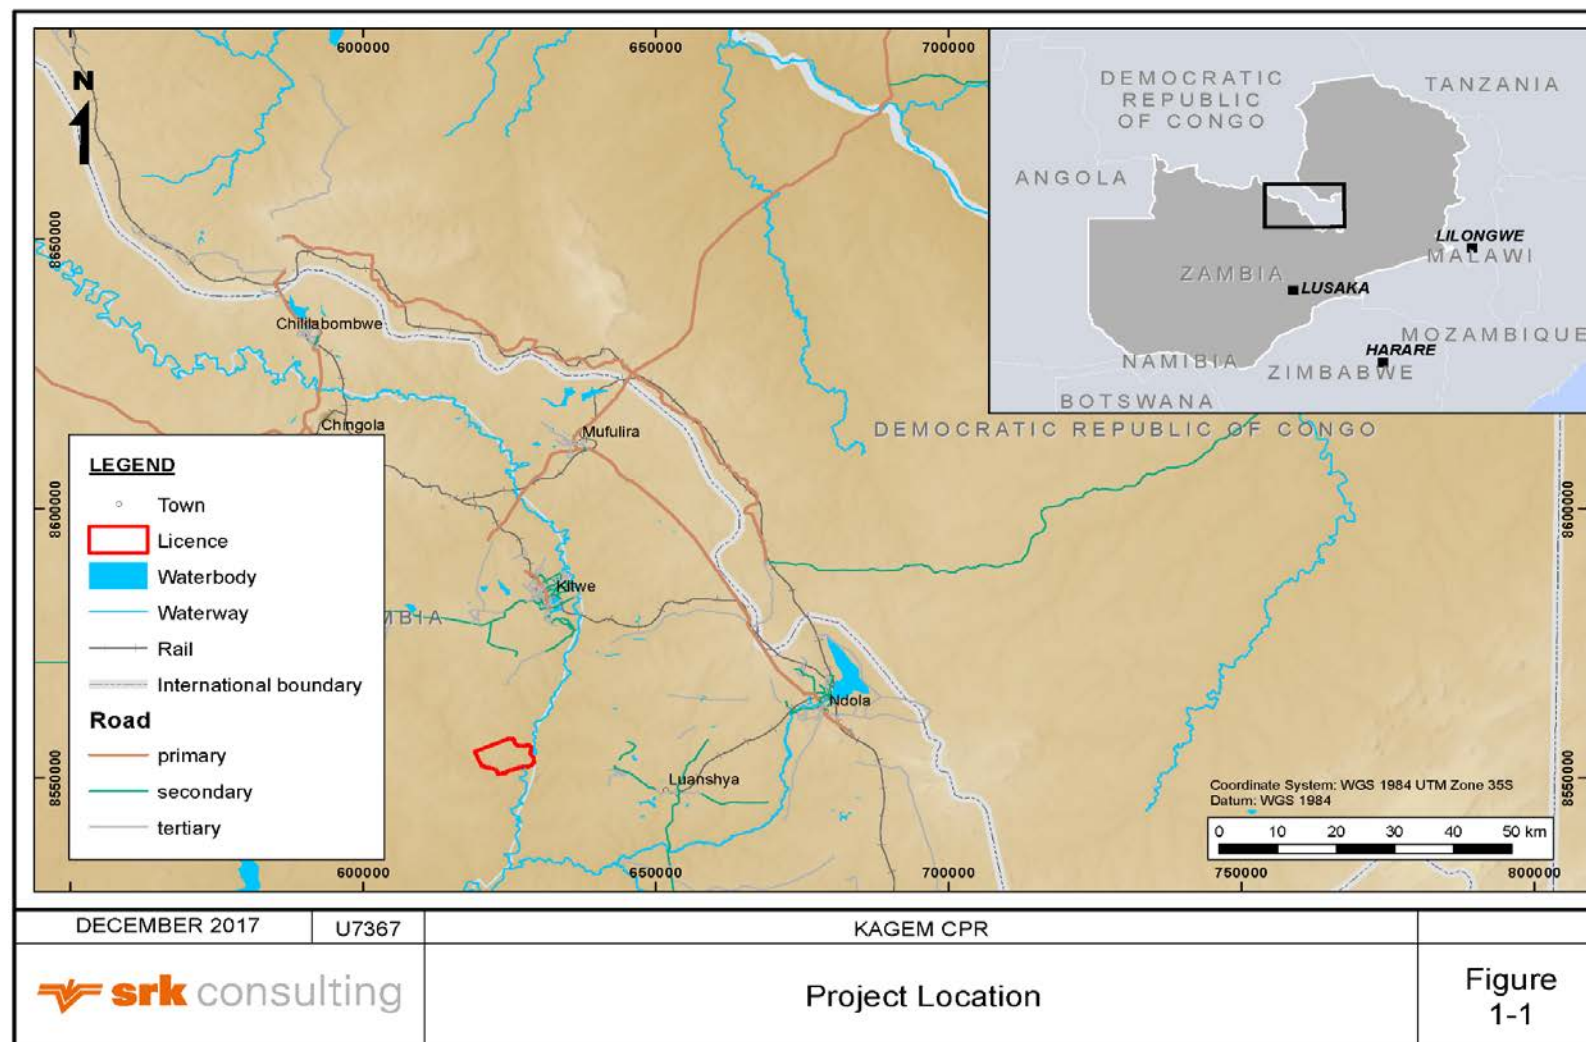 600000
650000
700000
N
8650000
8650000
Chililabombwe
Chingola
Mufulira
DEMOCRATIC REPUBLIC OF CONGO
8600000
8600000
Kitwe
MBIA
Ndola
Luanshya
8550000
8550000
DEMOCRATIC
REPUBLIC
OF CONGO
TANZANIA
ANGOLA
LILONGWE
MALAWI
ZAMBIA
LUSAKA
MOZAMBIQUE
HARARE
NAMIBIA
ZIMBABWE
BOTSWANA
LEGEND
Town
Licence
Waterbody
Waterway
Rail
International boundary
Road
primary
secondary
tertiary
Coordinate System: WGS 1984 UTM Zone 35S
Datum: WGS 1984
0 10 20 30 40 50 km
600000
650000
700000
750000
800000
DECEMBER 2017
U7367
KAGEM CPR
srk consulting
Project Location
Figure
1-1